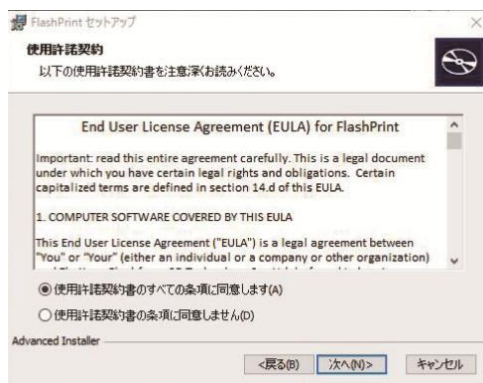 FlashPrint セットアップ
使用許諾契約
以下の使用許諾契約書を注意深くお読みください。
End User License Agreement (EULA) for FlashPrint
Important: read this entire agreement carefully. This is a legal document
under which you have certain legal rights and obligations. Certain
capitalized terms are defined in section 14.d of this EULA.
1. COMPUTER SOFTWARE COVERED BY THIS EULA
This End User License Agreement ("EULA") is a legal agreement between
"You" or "Your" (either an individual or a company or other organization)
使用許諾契約書のすべての条項に同意します(A)
使用許諾契約書の条項に同意しません(D)
Advanced Installer
<戻る(B)
次へ(N)>
キャンセル